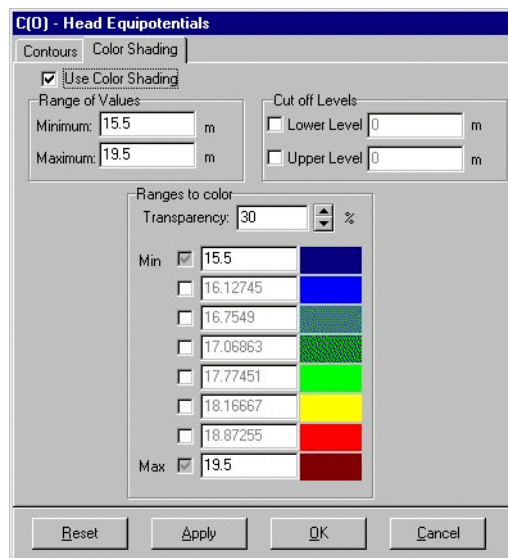 C(O) - Head Equipotentials
Contours Color Shading
Use Color Shading
Range of Values
Minimum: 15.5 m
Maximum: 19.5 m
Cut off Levels
Lower Level 0 m
Upper Level 0 m
Ranges to color
Transparency: 30 %
Min 15.5
16.12745
16.7549
17.06863
17.77451
18.16667
18.87255
Max 19.5
Reset Apply OK Cancel